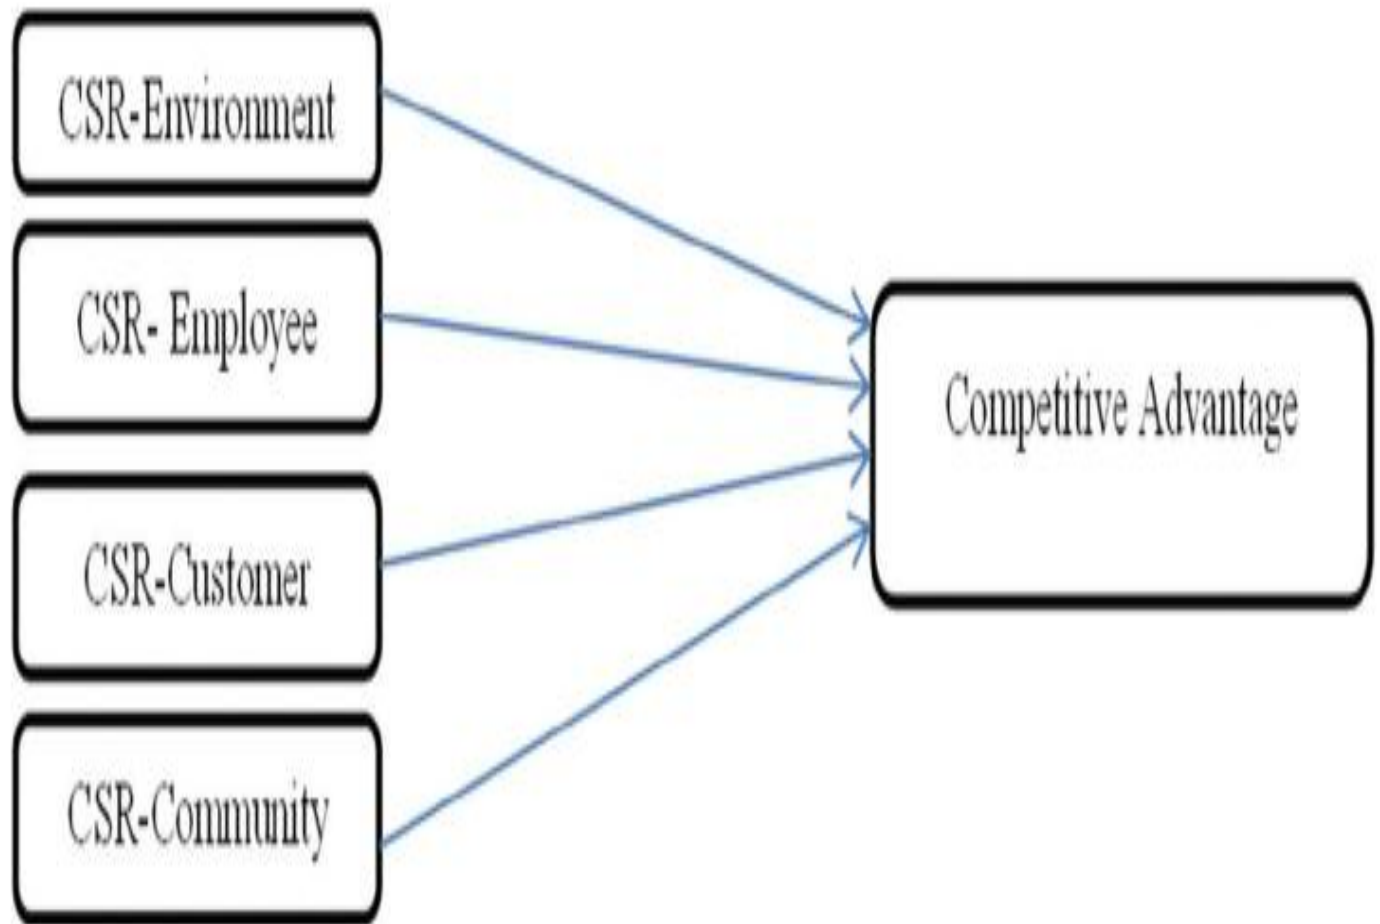 CSR-Environment
CSR- Employee
CSR-Customer
CSR-Community
Competitive Advantage